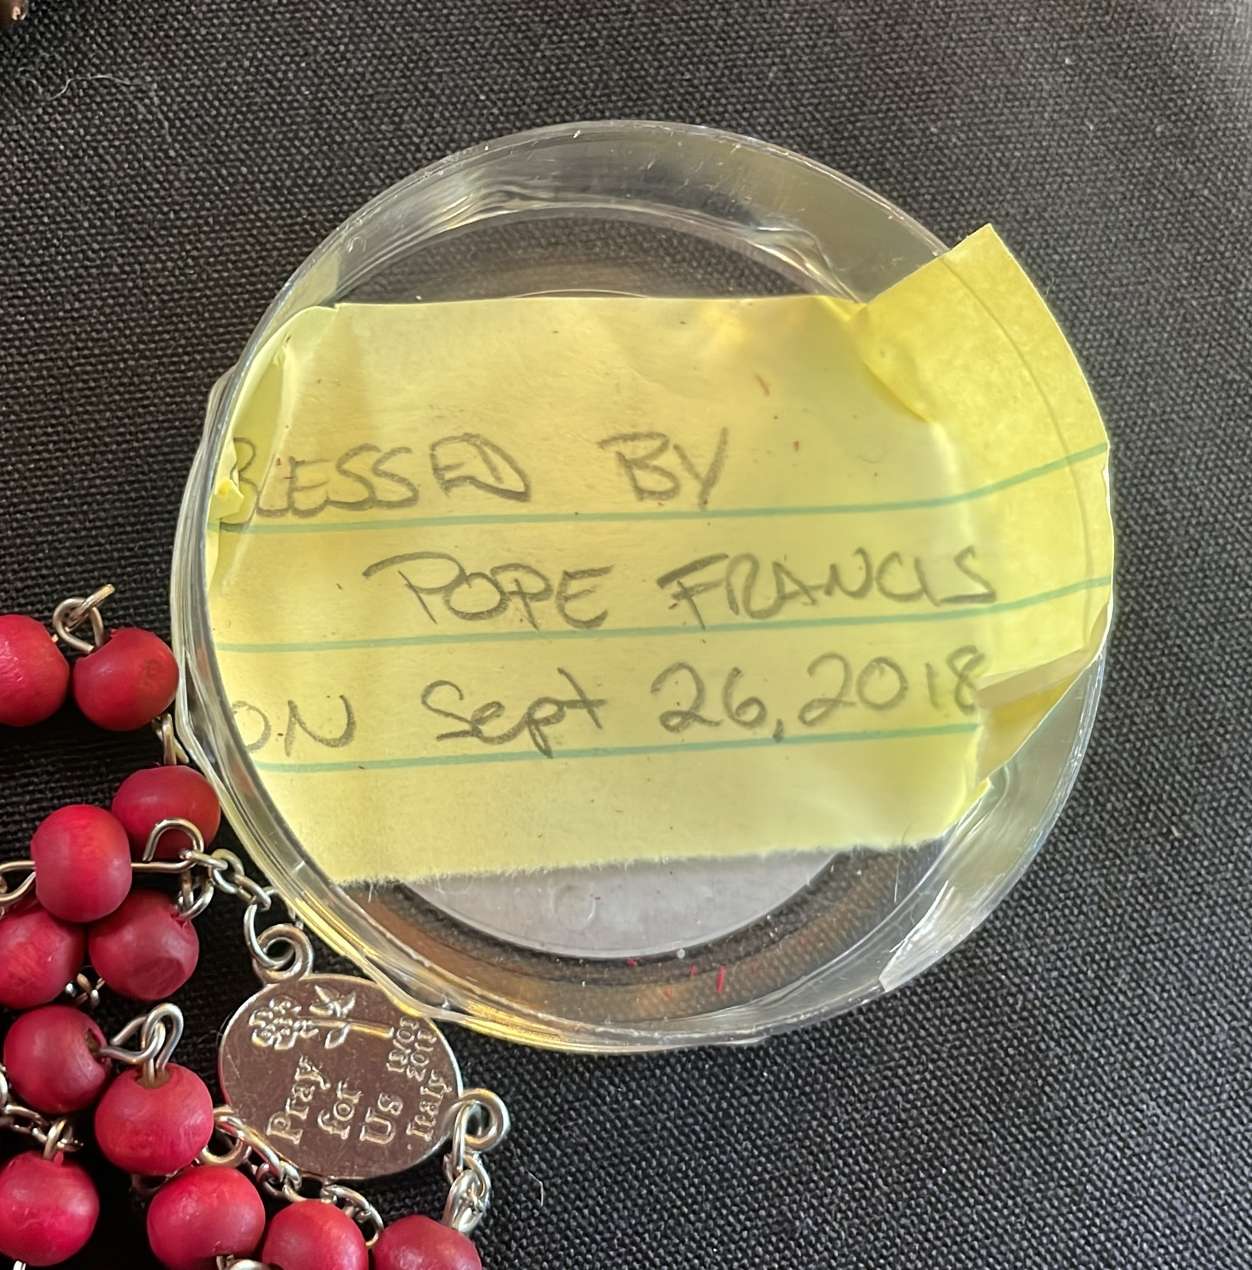 BLESSED BY
POPE FRANCIS
ON Sept 26, 2018
Pray
for
Us
Italy